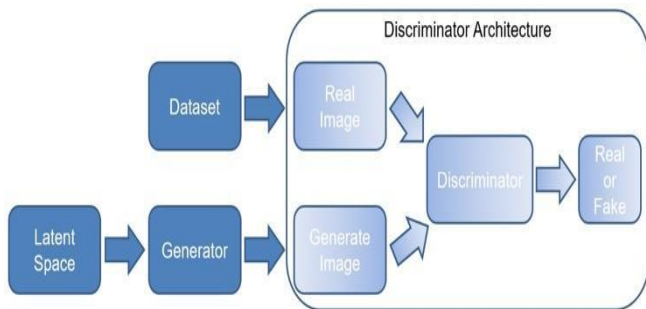 Discriminator Architecture
Dataset
Real
Image
Discriminator
Real
or
Fake
Latent
Space
Generator
Generate
Image